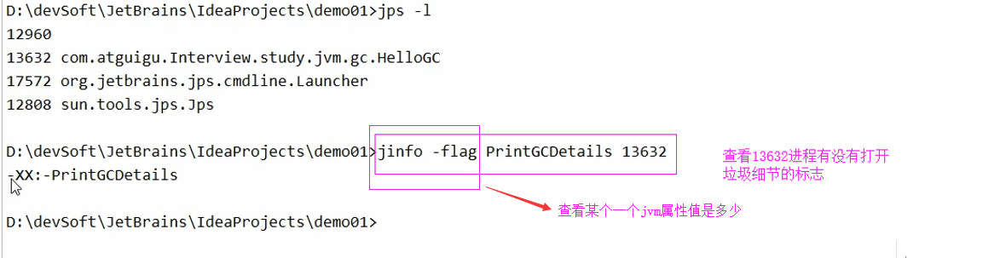 D:\devSoft\JetBrains\IdeaProjects\demo01>jps -l
12960
13632 com.atguigu.Interview.study.jvm.gc.HelloGC
17572 org.jetbrains.jps.cmdline.Launcher
12808 sun.tools.jps.Jps
D:\devSoft\JetBrains\IdeaProjects\demo01>jinfo -flag PrintGCDetails 13632
-XX:-PrintGCDetails
查看13632进程有没有打开
垃圾细节的标志
查看某个一个jvm属性值是多少
D:\devSoft\JetBrains\IdeaProjects\demo01>